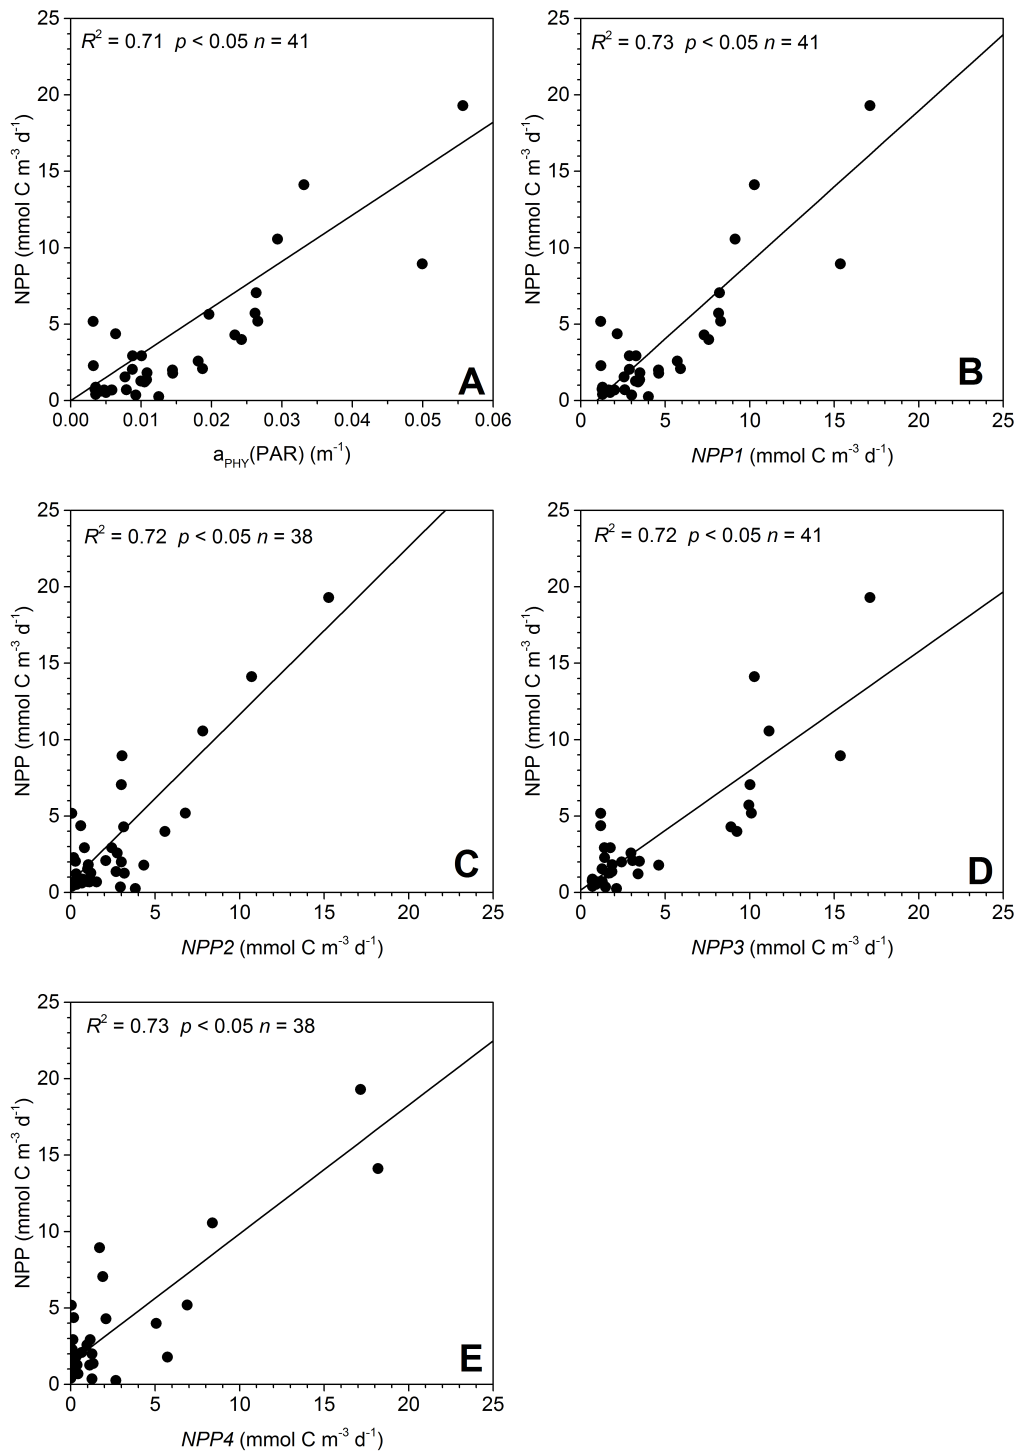 25
R² = 0.71 p < 0.05 n = 41
20
15
10
5
0
NPP (mmol C m⁻³ d⁻¹)
A
0.00 0.01 0.02 0.03 0.04 0.05 0.06
a_PHY(PAR) (m⁻¹)
25
R² = 0.73 p < 0.05 n = 41
20
15
10
5
0
NPP (mmol C m⁻³ d⁻¹)
B
0 5 10 15 20 25
NPP1 (mmol C m⁻³ d⁻¹)
25
R² = 0.72 p < 0.05 n = 38
20
15
10
5
0
NPP (mmol C m⁻³ d⁻¹)
C
0 5 10 15 20 25
NPP2 (mmol C m⁻³ d⁻¹)
25
R² = 0.72 p < 0.05 n = 41
20
15
10
5
0
NPP (mmol C m⁻³ d⁻¹)
D
0 5 10 15 20 25
NPP3 (mmol C m⁻³ d⁻¹)
25
R² = 0.73 p < 0.05 n = 38
20
15
10
5
0
NPP (mmol C m⁻³ d⁻¹)
E
0 5 10 15 20 25
NPP4 (mmol C m⁻³ d⁻¹)